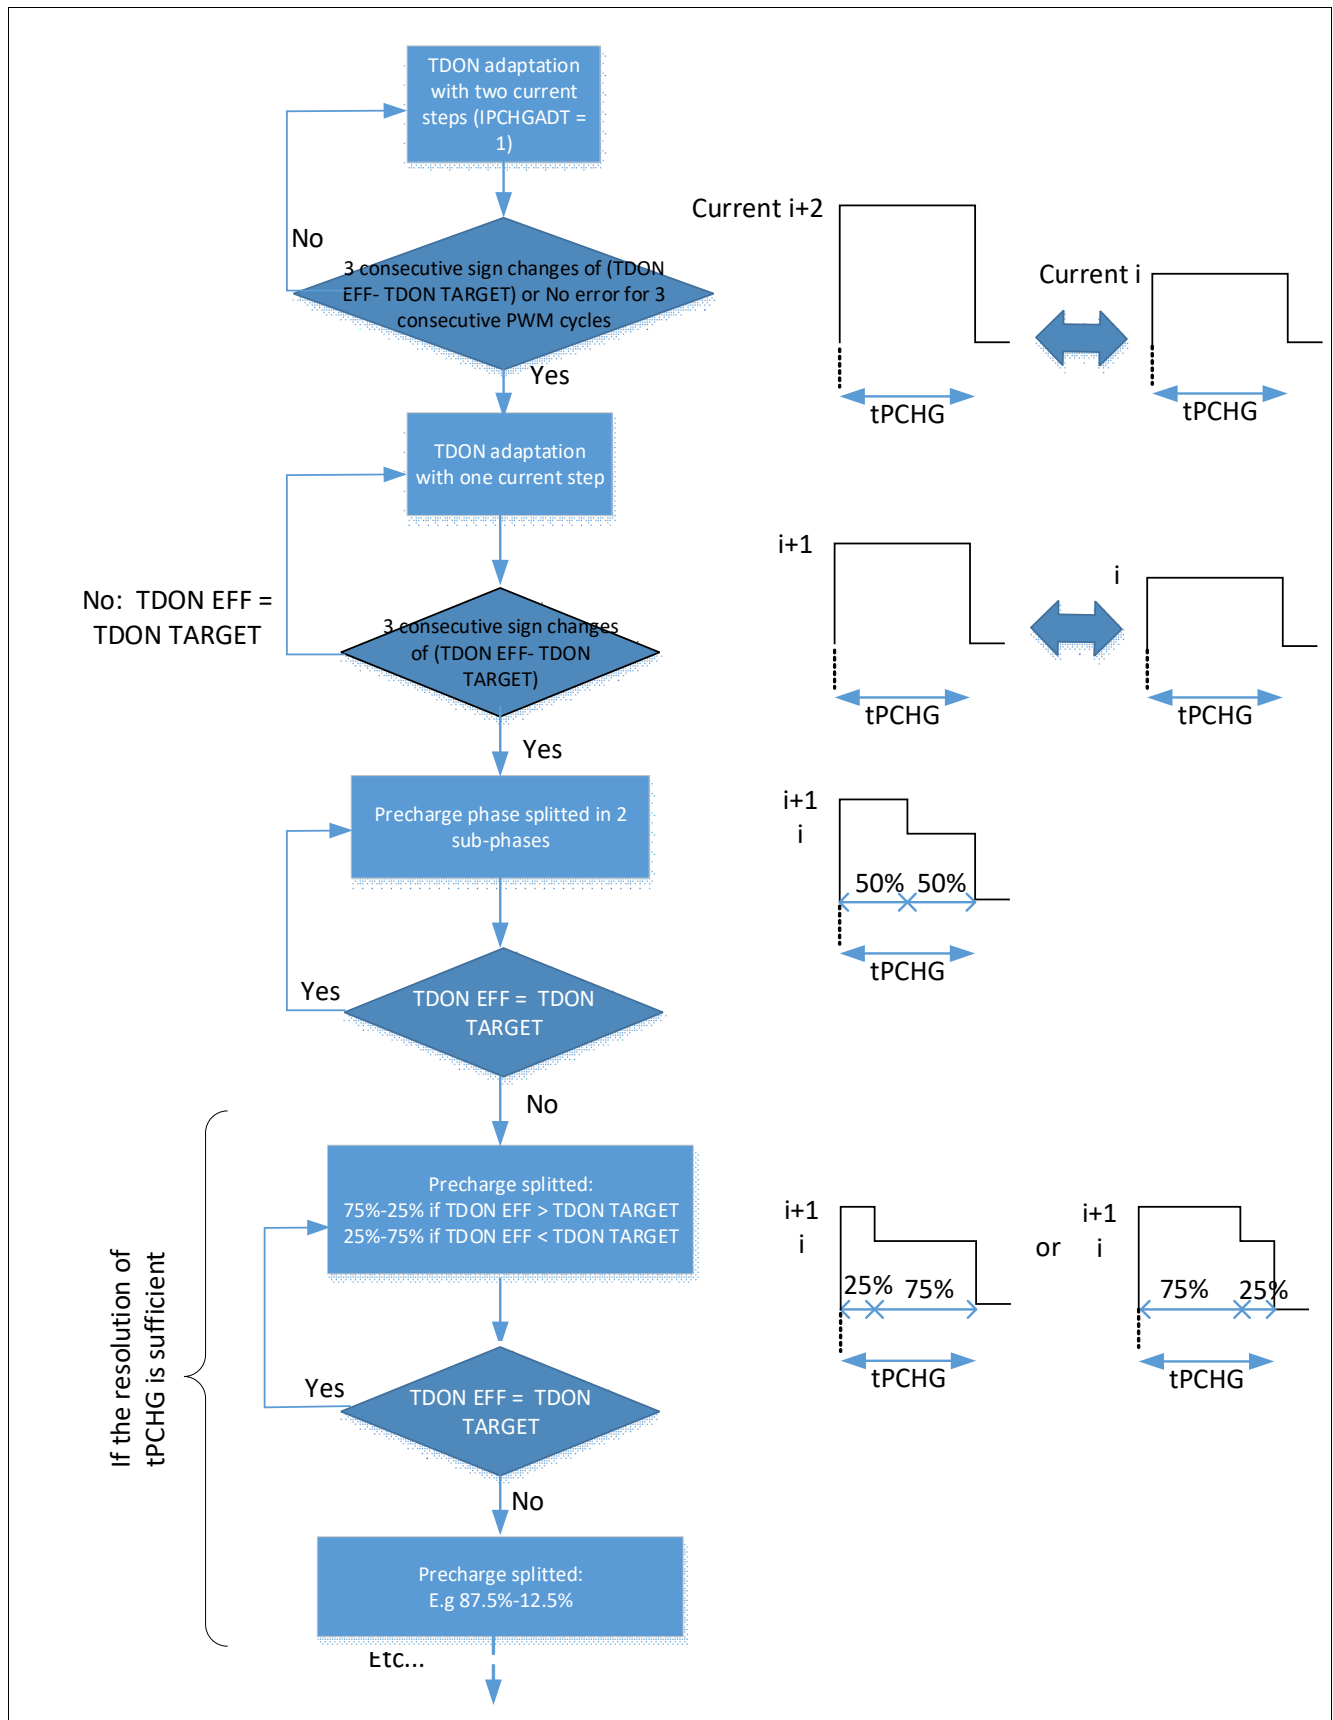 TDON adaptation
with two current
steps (IPCHGADT =
1)
No
3 consecutive sign changes of (TDON
EFF- TDON TARGET) or No error for 3
consecutive PWM cycles
Yes
Current i+2
tPCHG
Current i
tPCHG
TDON adaptation
with one current step
No: TDON EFF =
TDON TARGET
3 consecutive sign changes
of (TDON EFF- TDON
TARGET)
Yes
i+1
tPCHG
i
tPCHG
Precharge phase splitted in 2
sub-phases
i+1
i
50% 50%
tPCHG
Yes
TDON EFF = TDON
TARGET
No
If the resolution of
tPCHG is sufficient
Precharge splitted:
75%-25% if TDON EFF > TDON TARGET
25%-75% if TDON EFF < TDON TARGET
i+1
i
25% 75%
tPCHG
or
i+1
i
75% 25%
tPCHG
Yes
TDON EFF = TDON
TARGET
No
Precharge splitted:
E.g 87.5%-12.5%
Etc...